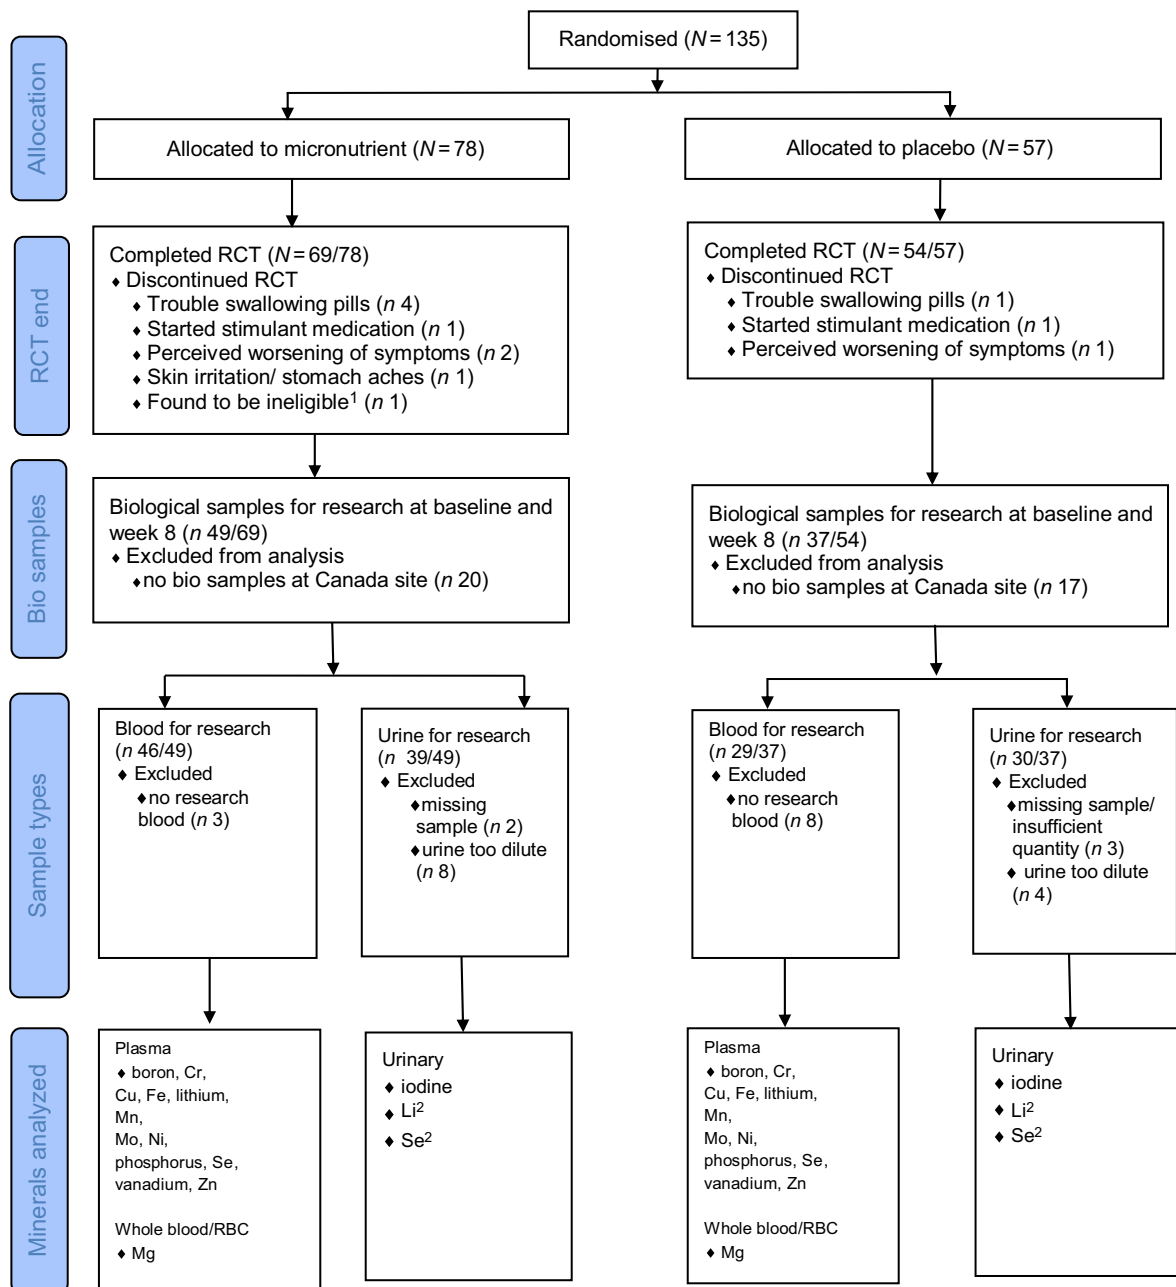 Allocation
Randomised (N = 135)
Allocated to micronutrient (N = 78)
Allocated to placebo (N = 57)
RCT end
Completed RCT (N = 69/78)
♦ Discontinued RCT
♦ Trouble swallowing pills (n 4)
♦ Started stimulant medication (n 1)
♦ Perceived worsening of symptoms (n 2)
♦ Skin irritation/ stomach aches (n 1)
♦ Found to be ineligible¹ (n 1)
Completed RCT (N = 54/57)
♦ Discontinued RCT
♦ Trouble swallowing pills (n 1)
♦ Started stimulant medication (n 1)
♦ Perceived worsening of symptoms (n 1)
Bio samples
Biological samples for research at baseline and
week 8 (n 49/69)
♦ Excluded from analysis
♦no bio samples at Canada site (n 20)
Biological samples for research at baseline and
week 8 (n 37/54)
♦ Excluded from analysis
♦no bio samples at Canada site (n 17)
Sample types
Blood for research
(n 46/49)
♦ Excluded
♦no research
blood (n 3)
Urine for research
(n 39/49)
♦ Excluded
♦missing
sample (n 2)
♦urine too dilute
(n 8)
Blood for research
(n 29/37)
♦ Excluded
♦no research
blood (n 8)
Urine for research
(n 30/37)
♦ Excluded
♦missing sample/
insufficient
quantity (n 3)
♦ urine too dilute
(n 4)
Minerals analyzed
Plasma
♦ boron, Cr,
Cu, Fe, lithium,
Mn,
Mo, Ni,
phosphorus, Se,
vanadium, Zn
Whole blood/RBC
♦ Mg
Urinary
♦ iodine
♦ Li²
♦ Se²
Plasma
♦ boron, Cr,
Cu, Fe, lithium,
Mn,
Mo, Ni,
phosphorus, Se,
vanadium, Zn
Whole blood/RBC
♦ Mg
Urinary
♦ iodine
♦ Li²
♦ Se²